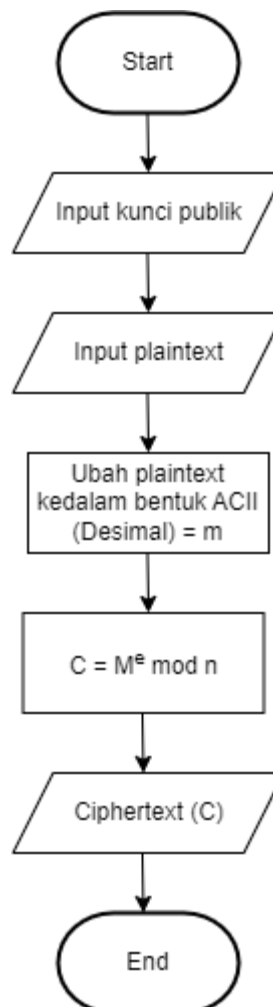 Start
Input kunci publik
Input plaintext
Ubah plaintext
kedalam bentuk ACII
(Desimal) = m
C = Mᵉ mod n
Ciphertext (C)
End